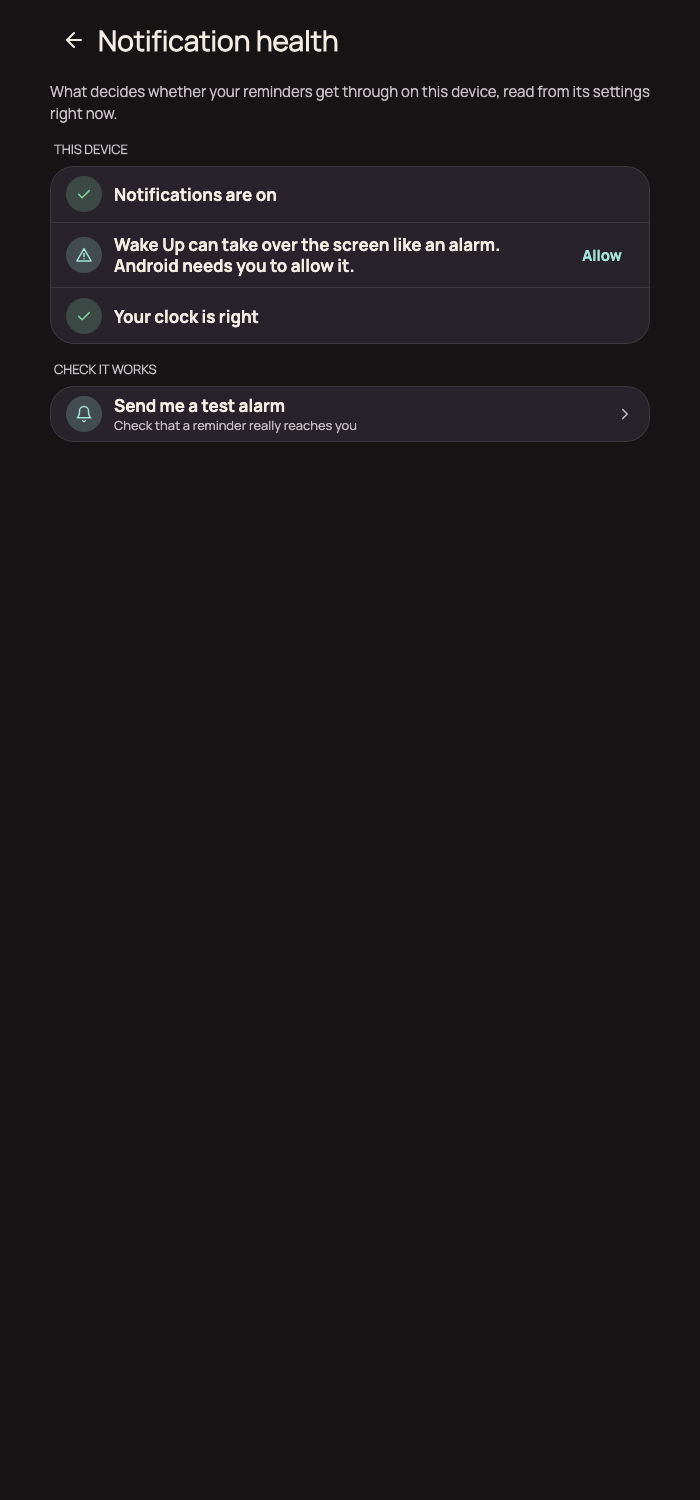 Notification health
What decides whether your reminders get through on this device, read from its settings
right now.
THIS DEVICE
Notifications are on
Wake Up can take over the screen like an alarm.
Android needs you to allow it.
Allow
Your clock is right
CHECK IT WORKS
Send me a test alarm
Check that a reminder really reaches you